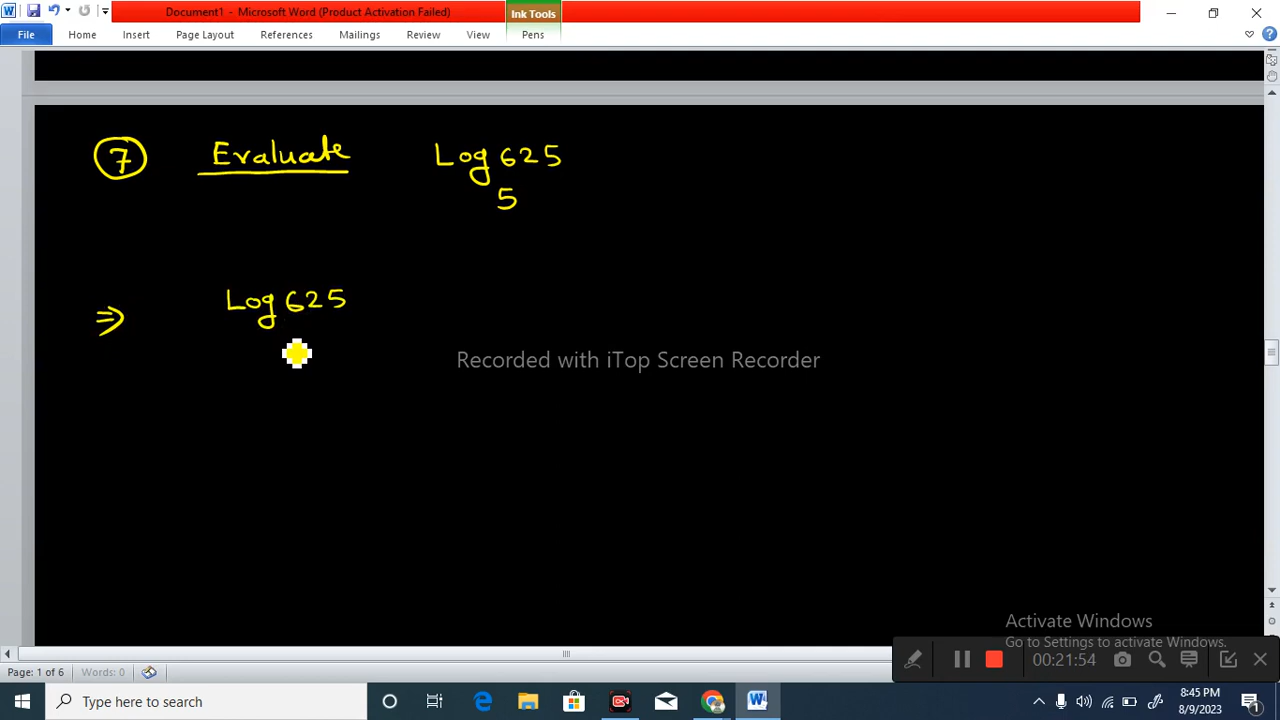 Document1 - Microsoft Word (Product Activation Failed)
Ink Tools
File Home Insert Page Layout References Mailings Review View Pens
7 Evaluate Log 625
5
⇒ Log 625
Recorded with iTop Screen Recorder
Activate Windows
Go to Settings to activate Windows.
00:21:54
Page: 1 of 6 Words: 0
Type here to search
8:45 PM
8/9/2023
1